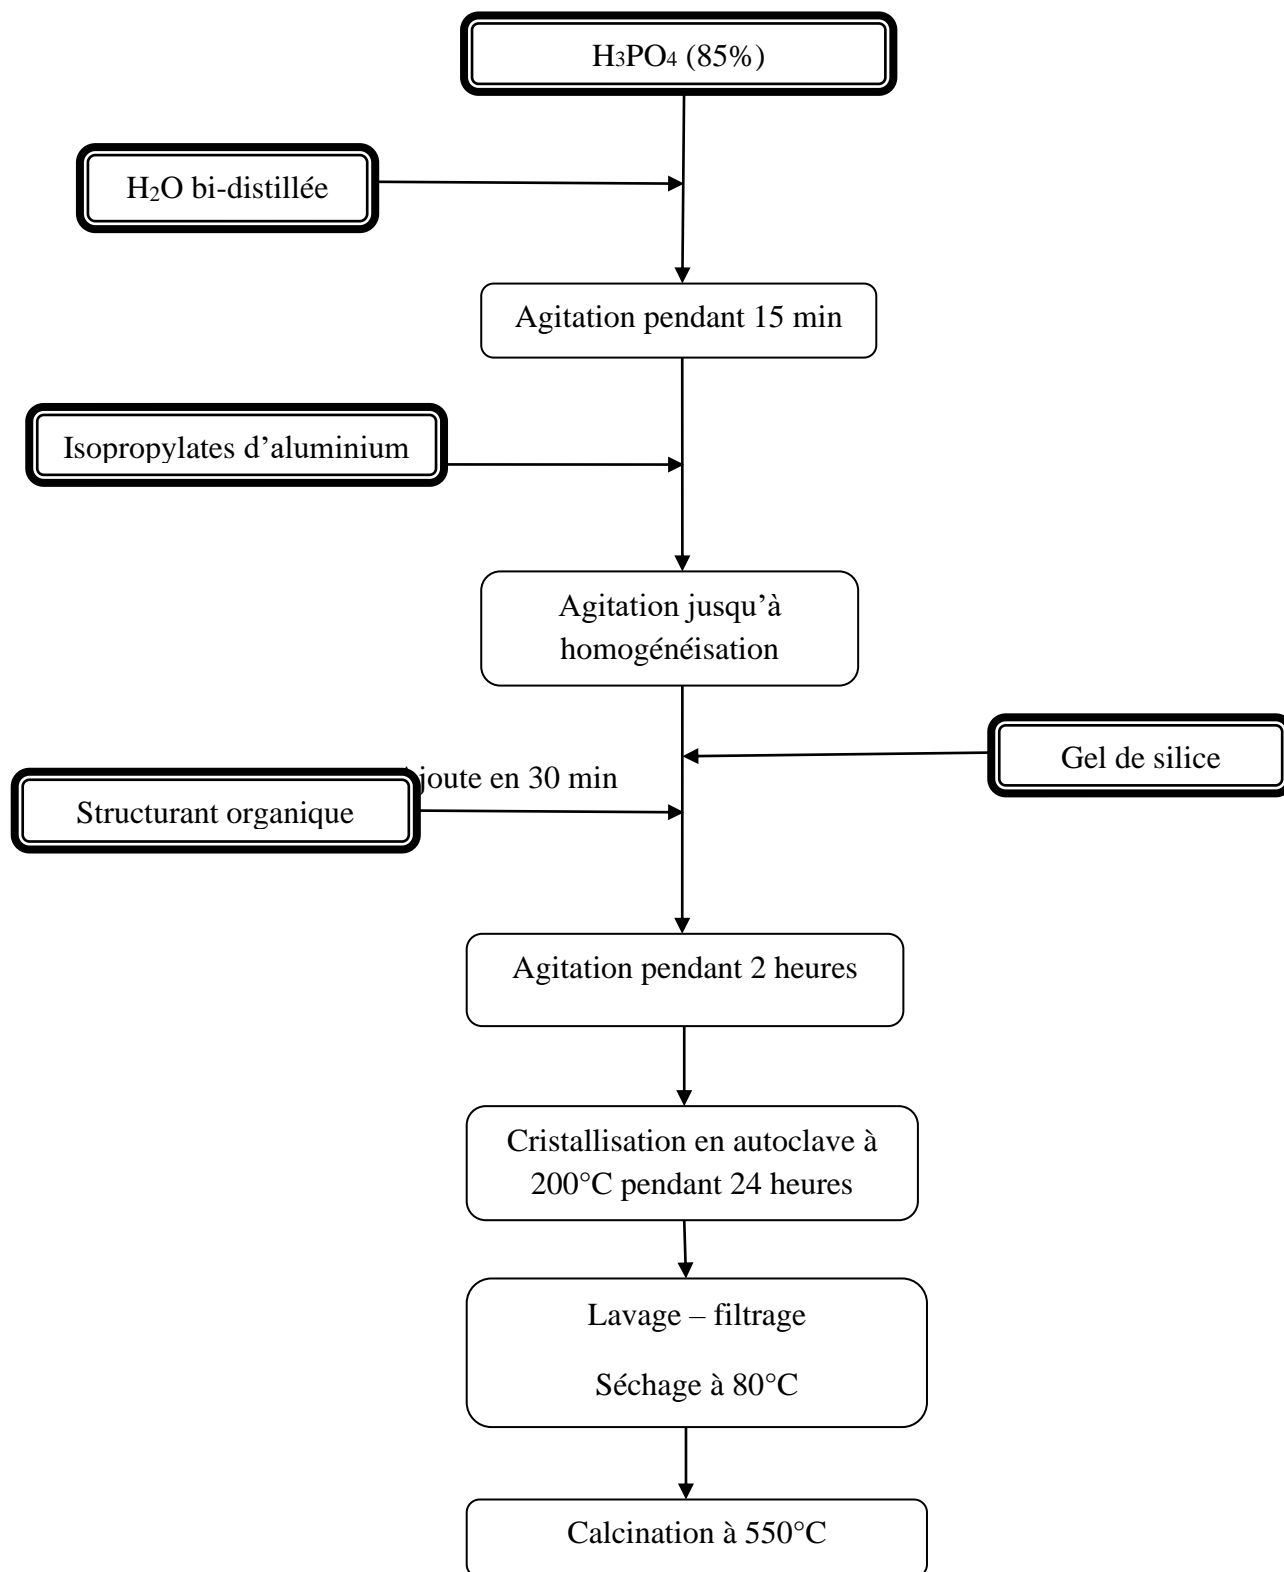 H₃PO₄ (85%)
H₂O bi-distillée
Agitation pendant 15 min
Isopropylates d’aluminium
Agitation jusqu’à
homogénéisation
Gel de silice
joute en 30 min
Structurant organique
Agitation pendant 2 heures
Cristallisation en autoclave à
200°C pendant 24 heures
Lavage – filtrage
Séchage à 80°C
Calcination à 550°C